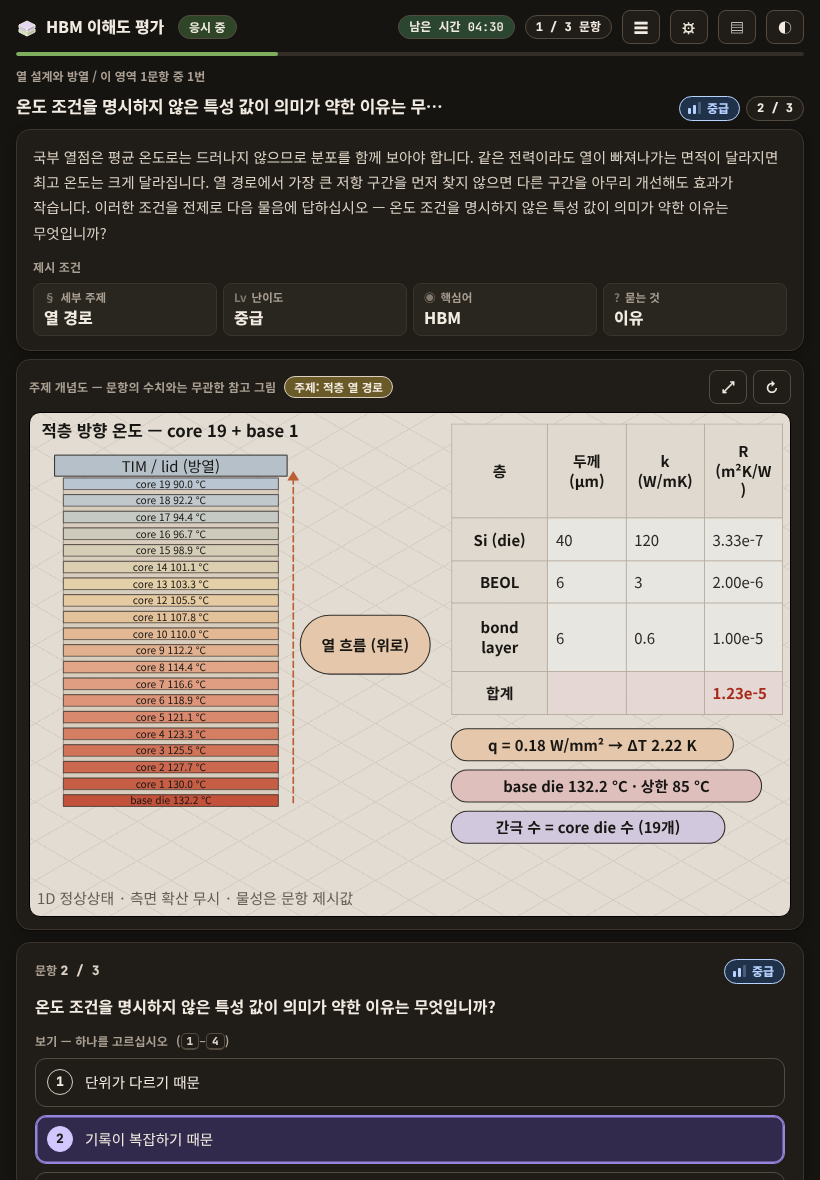 HBM 이해도 평가
응시 중
남은 시간 04:30
1 / 3 문항
열 설계와 방열 / 이 영역 1문항 중 1번
온도 조건을 명시하지 않은 특성 값이 의미가 약한 이유는 무…
중급
2 / 3
국부 열점은 평균 온도로는 드러나지 않으므로 분포를 함께 보아야 합니다. 같은 전력이라도 열이 빠져나가는 면적이 달라지면
최고 온도는 크게 달라집니다. 열 경로에서 가장 큰 저항 구간을 먼저 찾지 않으면 다른 구간을 아무리 개선해도 효과가
작습니다. 이러한 조건을 전제로 다음 물음에 답하십시오 — 온도 조건을 명시하지 않은 특성 값이 의미가 약한 이유는
무엇입니까?
제시 조건
§ 세부 주제
열 경로
Lv 난이도
중급
◉ 핵심어
HBM
? 묻는 것
이유
주제 개념도 — 문항의 수치와는 무관한 참고 그림
주제: 적층 열 경로
적층 방향 온도 — core 19 + base 1
TIM / lid (방열)
core 19 90.0 °C
core 18 92.2 °C
core 17 94.4 °C
core 16 96.7 °C
core 15 98.9 °C
core 14 101.1 °C
core 13 103.3 °C
core 12 105.5 °C
core 11 107.8 °C
core 10 110.0 °C
core 9 112.2 °C
core 8 114.4 °C
core 7 116.6 °C
core 6 118.9 °C
core 5 121.1 °C
core 4 123.3 °C
core 3 125.5 °C
core 2 127.7 °C
core 1 130.0 °C
base die 132.2 °C
열 흐름 (위로)
층
두께
(μm)
k
(W/mK)
R
(m²K/W
)
Si (die) 40 120 3.33e-7
BEOL 6 3 2.00e-6
bond
layer
6 0.6 1.00e-5
합계 1.23e-5
q = 0.18 W/mm² → ΔT 2.22 K
base die 132.2 °C · 상한 85 °C
간극 수 = core die 수 (19개)
1D 정상상태 · 측면 확산 무시 · 물성은 문항 제시값
문항 2 / 3
중급
온도 조건을 명시하지 않은 특성 값이 의미가 약한 이유는 무엇입니까?
보기 — 하나를 고르십시오 (1–4)
1 단위가 다르기 때문
2 기록이 복잡하기 때문